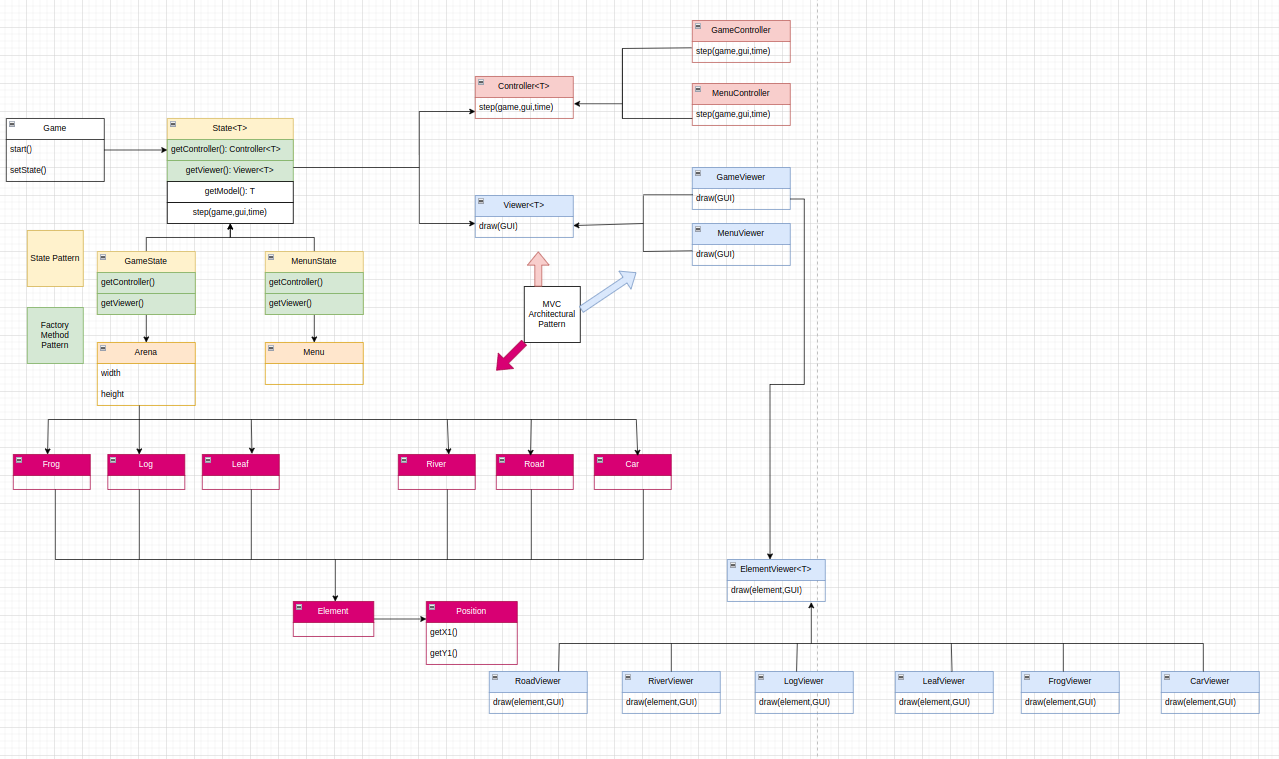 GameController
step(game,gui,time)
Controller<T>
step(game,gui,time)
MenuController
step(game,gui,time)
Game
start()
setState()
State<T>
getController(): Controller<T>
getViewer(): Viewer<T>
getModel(): T
step(game,gui,time)
Viewer<T>
draw(GUI)
GameViewer
draw(GUI)
MenuViewer
draw(GUI)
State Pattern
GameState
getController()
getViewer()
MenunState
getController()
getViewer()
MVC
Architectural
Pattern
Factory
Method
Pattern
Arena
width
height
Menu
Frog
Log
Leaf
River
Road
Car
ElementViewer<T>
draw(element,GUI)
Element
Position
getX1()
getY1()
RoadViewer
draw(element,GUI)
RiverViewer
draw(element,GUI)
LogViewer
draw(element,GUI)
LeafViewer
draw(element,GUI)
FrogViewer
draw(element,GUI)
CarViewer
draw(element,GUI)